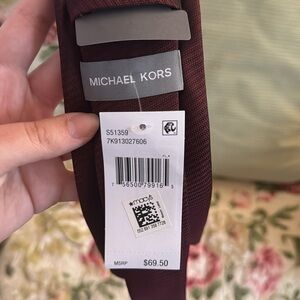 MICHAEL KORS
S51359
7K913027606
macy's
MSRP $69.50